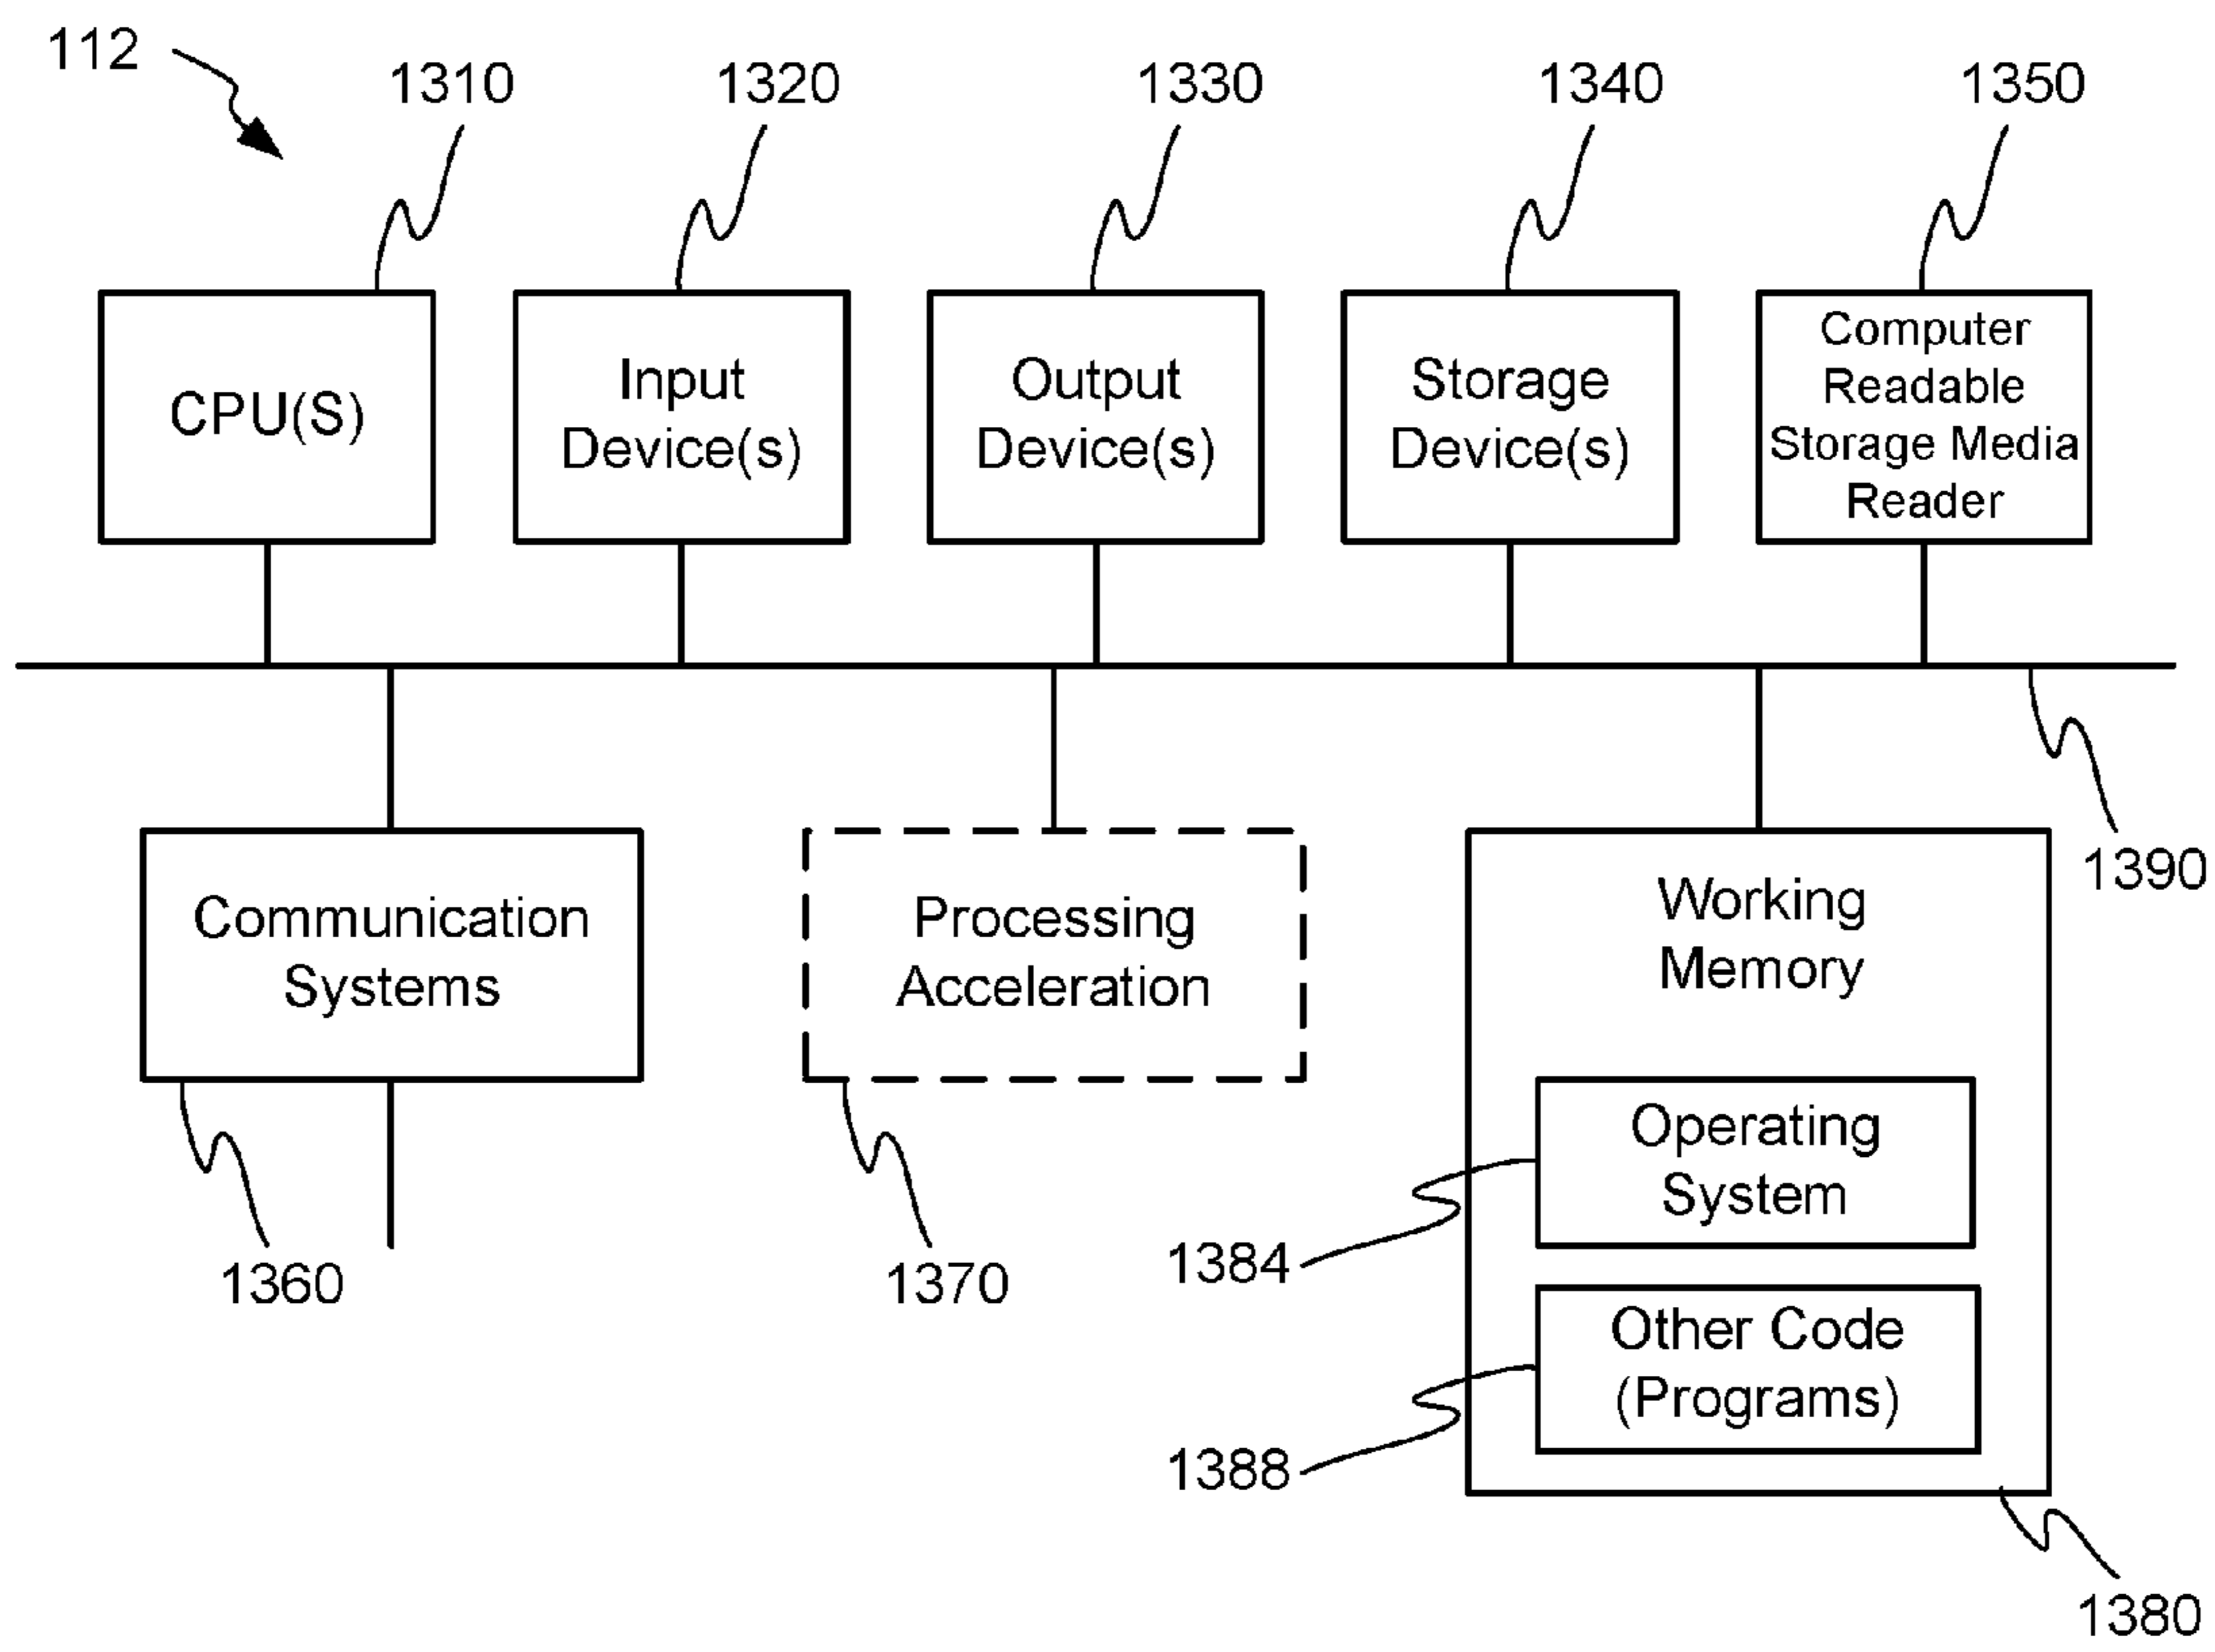 112
1310
1320
1330
1340
1350
CPU(S)
Input
Device(s)
Output
Device(s)
Storage
Device(s)
Computer
Readable
Storage Media
Reader
1390
Communication
Systems
Processing
Acceleration
Working
Memory
Operating
System
Other Code
(Programs)
1360
1370
1384
1388
1380